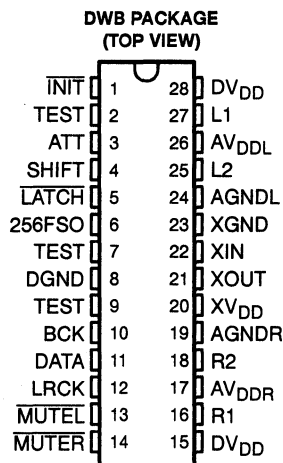 DWB PACKAGE
(TOP VIEW)
INIT 1 28 DVDD
TEST 2 27 L1
ATT 3 26 AVDDL
SHIFT 4 25 L2
LATCH 5 24 AGNDL
256FSO 6 23 XGND
TEST 7 22 XIN
DGND 8 21 XOUT
TEST 9 20 XVDD
BCK 10 19 AGNDR
DATA 11 18 R2
LRCK 12 17 AVDDR
MUTEL 13 16 R1
MUTER 14 15 DVDD